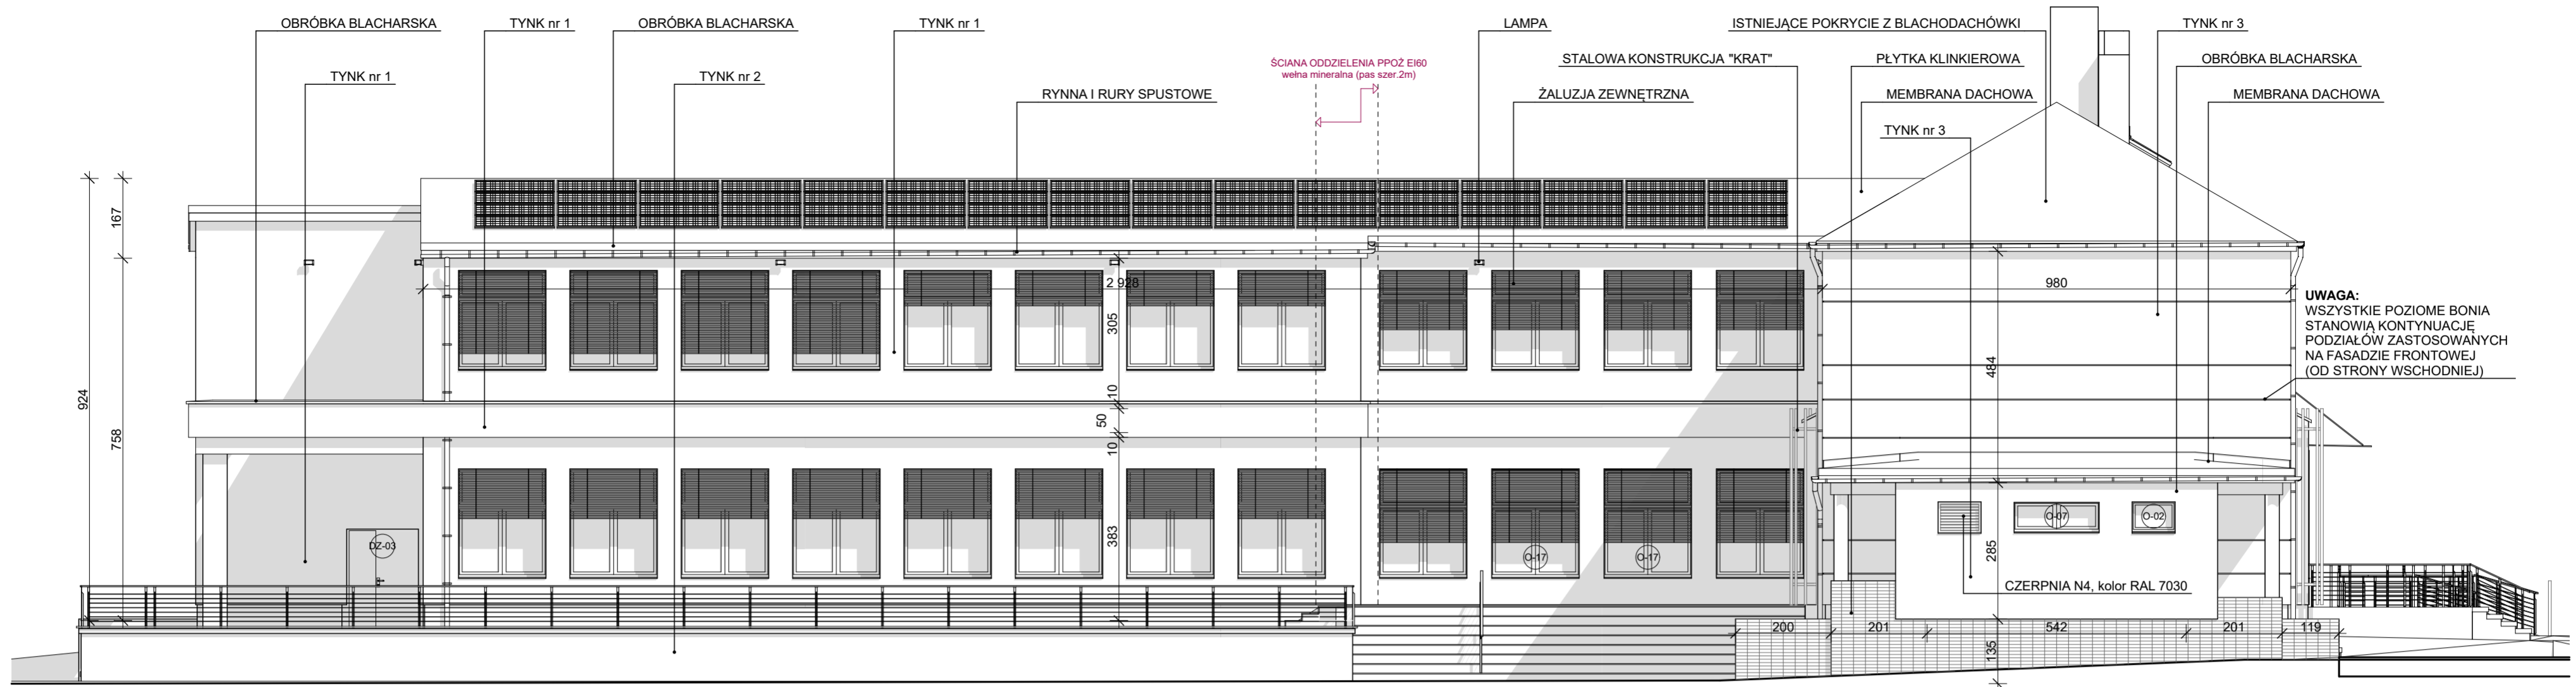 OBRÓBKA BLACHARSKA
TYNK nr 1
OBRÓBKA BLACHARSKA
TYNK nr 1
LAMPA
ISTNIEJĄCE POKRYCIE Z BLACHODACHÓWKI
TYNK nr 3
TYNK nr 1
TYNK nr 2
ŚCIANA ODDZIELENIA PPOŻ EI60
wełna mineralna (pas szer.2m)
STALOWA KONSTRUKCJA "KRAT"
PŁYTKA KLINKIEROWA
OBRÓBKA BLACHARSKA
RYNNA I RURY SPUSTOWE
ŻALUZJA ZEWNĘTRZNA
MEMBRANA DACHOWA
MEMBRANA DACHOWA
TYNK nr 3
167
2 928
980
UWAGA:
WSZYSTKIE POZIOME BONIA
STANOWIĄ KONTYNUACJĘ
PODZIAŁÓW ZASTOSOWANYCH
NA FASADZIE FRONTOWEJ
(OD STRONY WSCHODNIEJ)
305
484
924
10
50
758
10
383
DZ-03
O-17
O-17
O-07
O-02
285
CZERPNIA N4, kolor RAL 7030
200
201
542
201
119
135